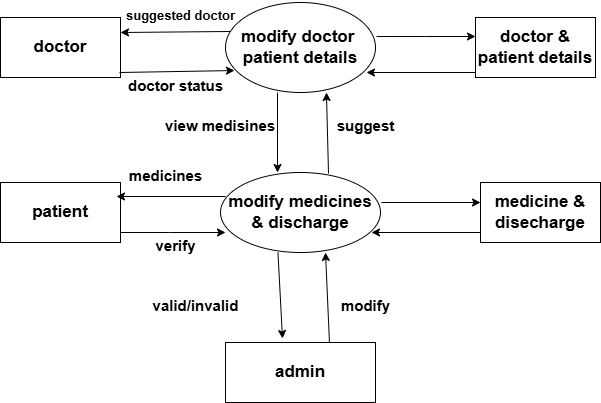 suggested doctor
doctor
modify doctor
patient details
doctor &
patient details
doctor status
view medisines
suggest
medicines
patient
modify medicines
& discharge
medicine &
disecharge
verify
valid/invalid
modify
admin